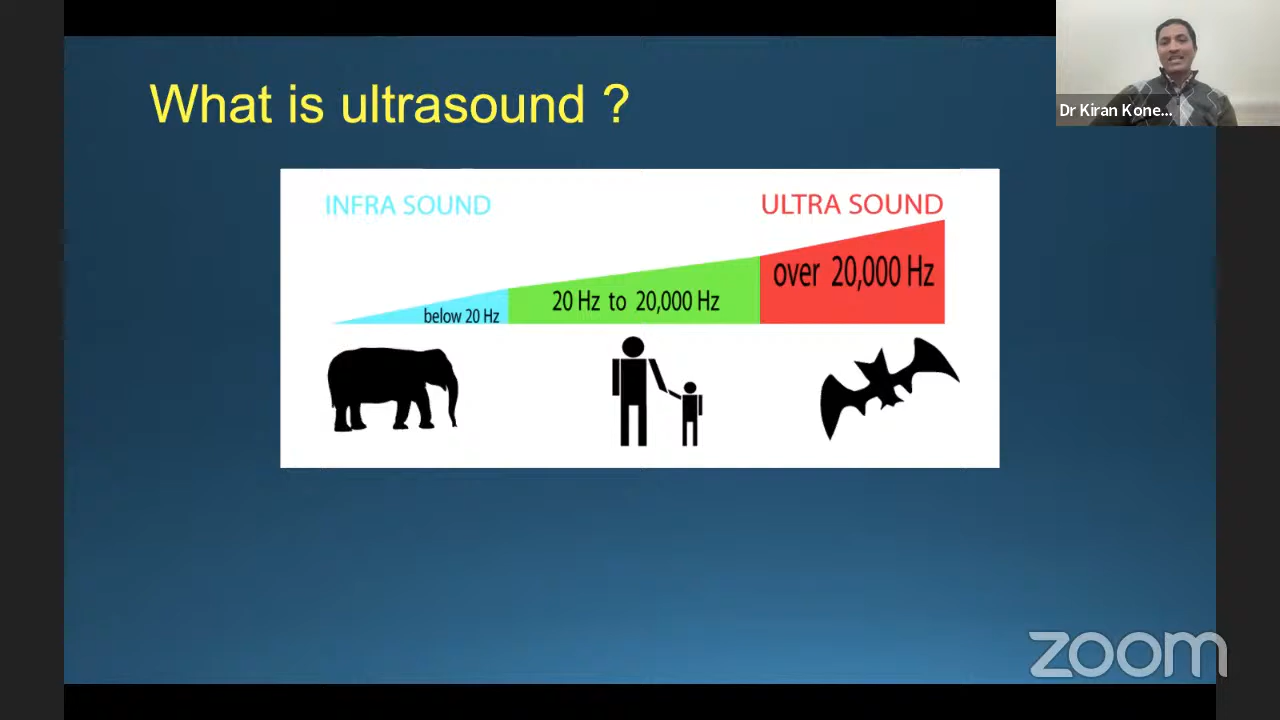 What is ultrasound ?
Dr Kiran Kone...
INFRA SOUND
ULTRA SOUND
below 20 Hz
20 Hz to 20,000 Hz
over 20,000 Hz
zoom